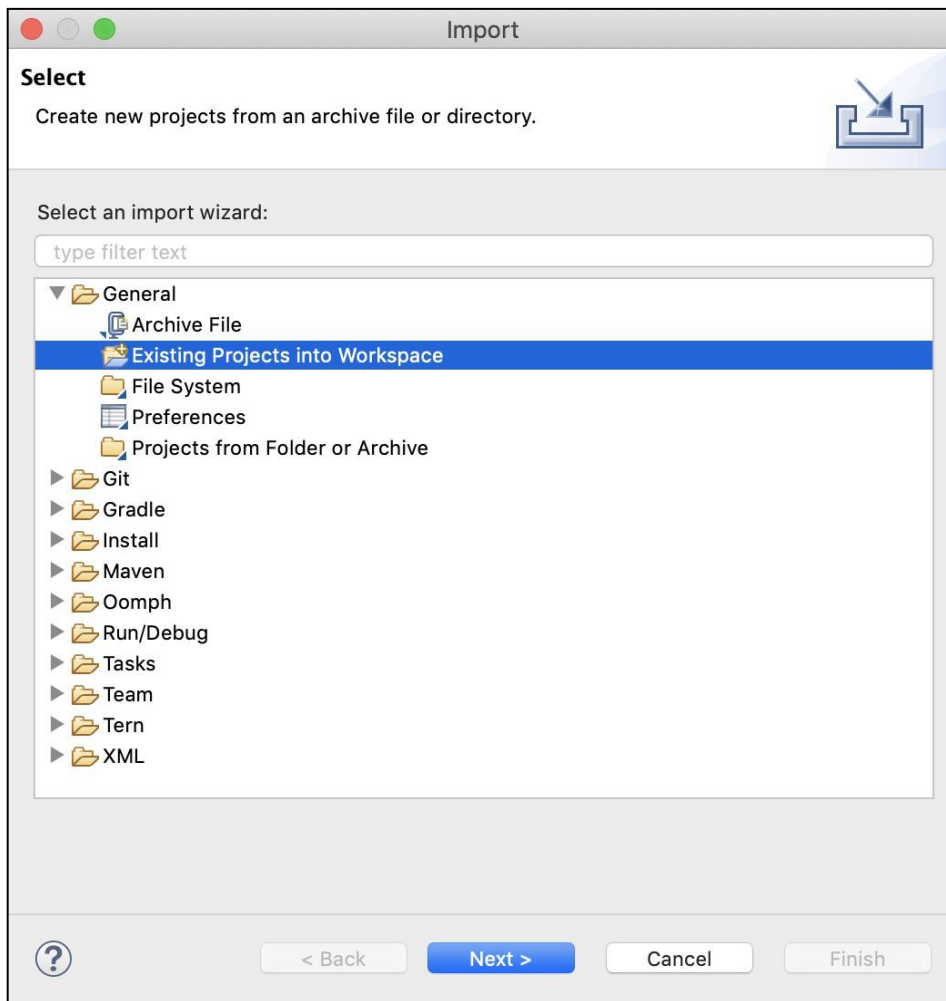 Import
Select
Create new projects from an archive file or directory.
Select an import wizard:
type filter text
General
Archive File
Existing Projects into Workspace
File System
Preferences
Projects from Folder or Archive
Git
Gradle
Install
Maven
Oomph
Run/Debug
Tasks
Team
Tern
XML
?
< Back
Next >
Cancel
Finish